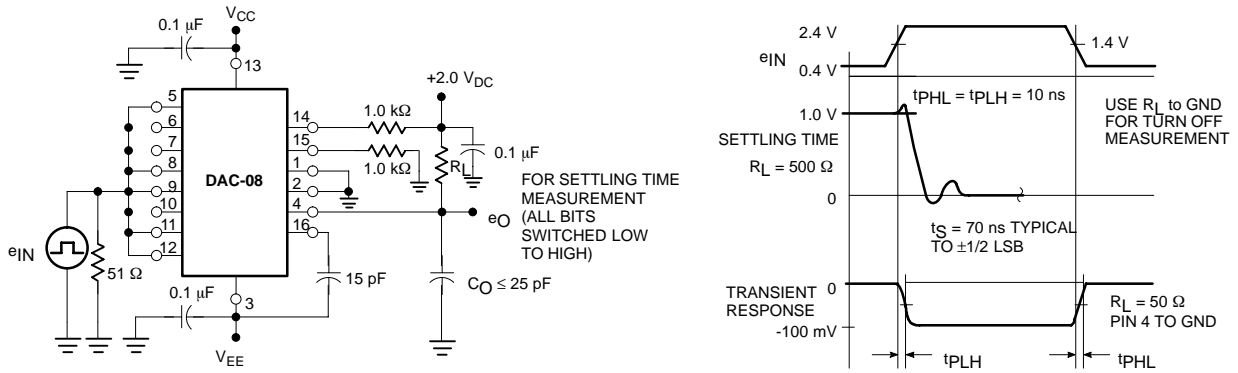 0.1 μF
VCC
13
+2.0 VDC
5
6
7
8
9
10
11
12
DAC-08
14
15
1
2
4
16
1.0 kΩ
1.0 kΩ
RL
0.1 μF
FOR SETTLING TIME
MEASUREMENT
(ALL BITS
SWITCHED LOW
TO HIGH)
eO
eIN
51 Ω
15 pF
CO ≤ 25 pF
0.1 μF
3
VEE
2.4 V
eIN
0.4 V
1.4 V
tPHL = tPLH = 10 ns
USE RL to GND
FOR TURN OFF
MEASUREMENT
1.0 V
SETTLING TIME
RL = 500 Ω
0
tS = 70 ns TYPICAL
TO ±1/2 LSB
TRANSIENT
RESPONSE
0
-100 mV
RL = 50 Ω
PIN 4 TO GND
tPLH
tPHL